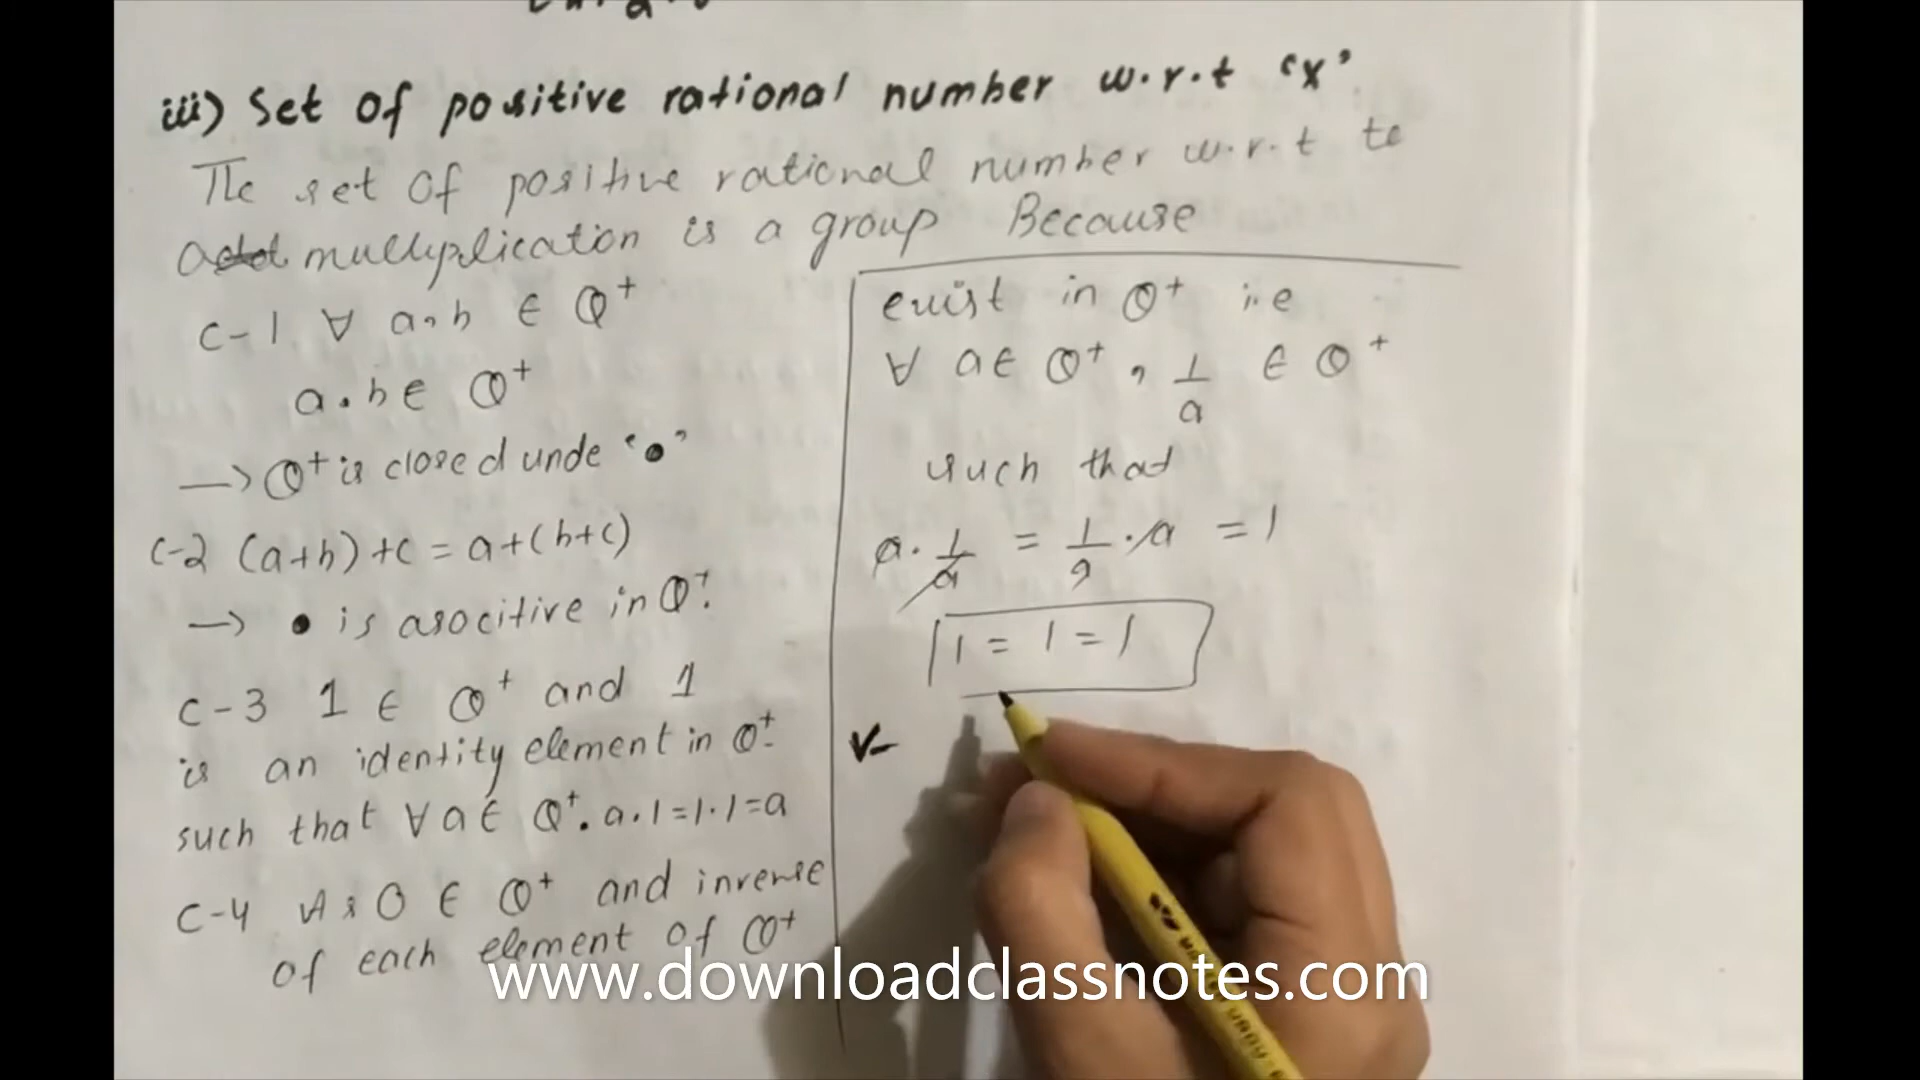 iii) Set of positive rational number w.r.t 'x'
The set of positive rational number w.r.t to
multiplication is a group Because
C-1 ∀ a,b ∈ Q⁺
a.b ∈ Q⁺
→ Q⁺ is closed unde '•'
C-2 (a+b)+c = a+(b+c)
→ • is asocitive in Q⁺.
C-3 1 ∈ Q⁺ and 1
is an identity element in Q⁺
such that ∀ a ∈ Q⁺. a.1=1.1=a
C-4 As 0 ∈ Q⁺ and inverse
of each element of Q⁺
exist in Q⁺ i.e
∀ a ∈ Q⁺, 1/a ∈ Q⁺
such that
a . 1/a = 1/a . a = 1
1 = 1 = 1
www.downloadclassnotes.com